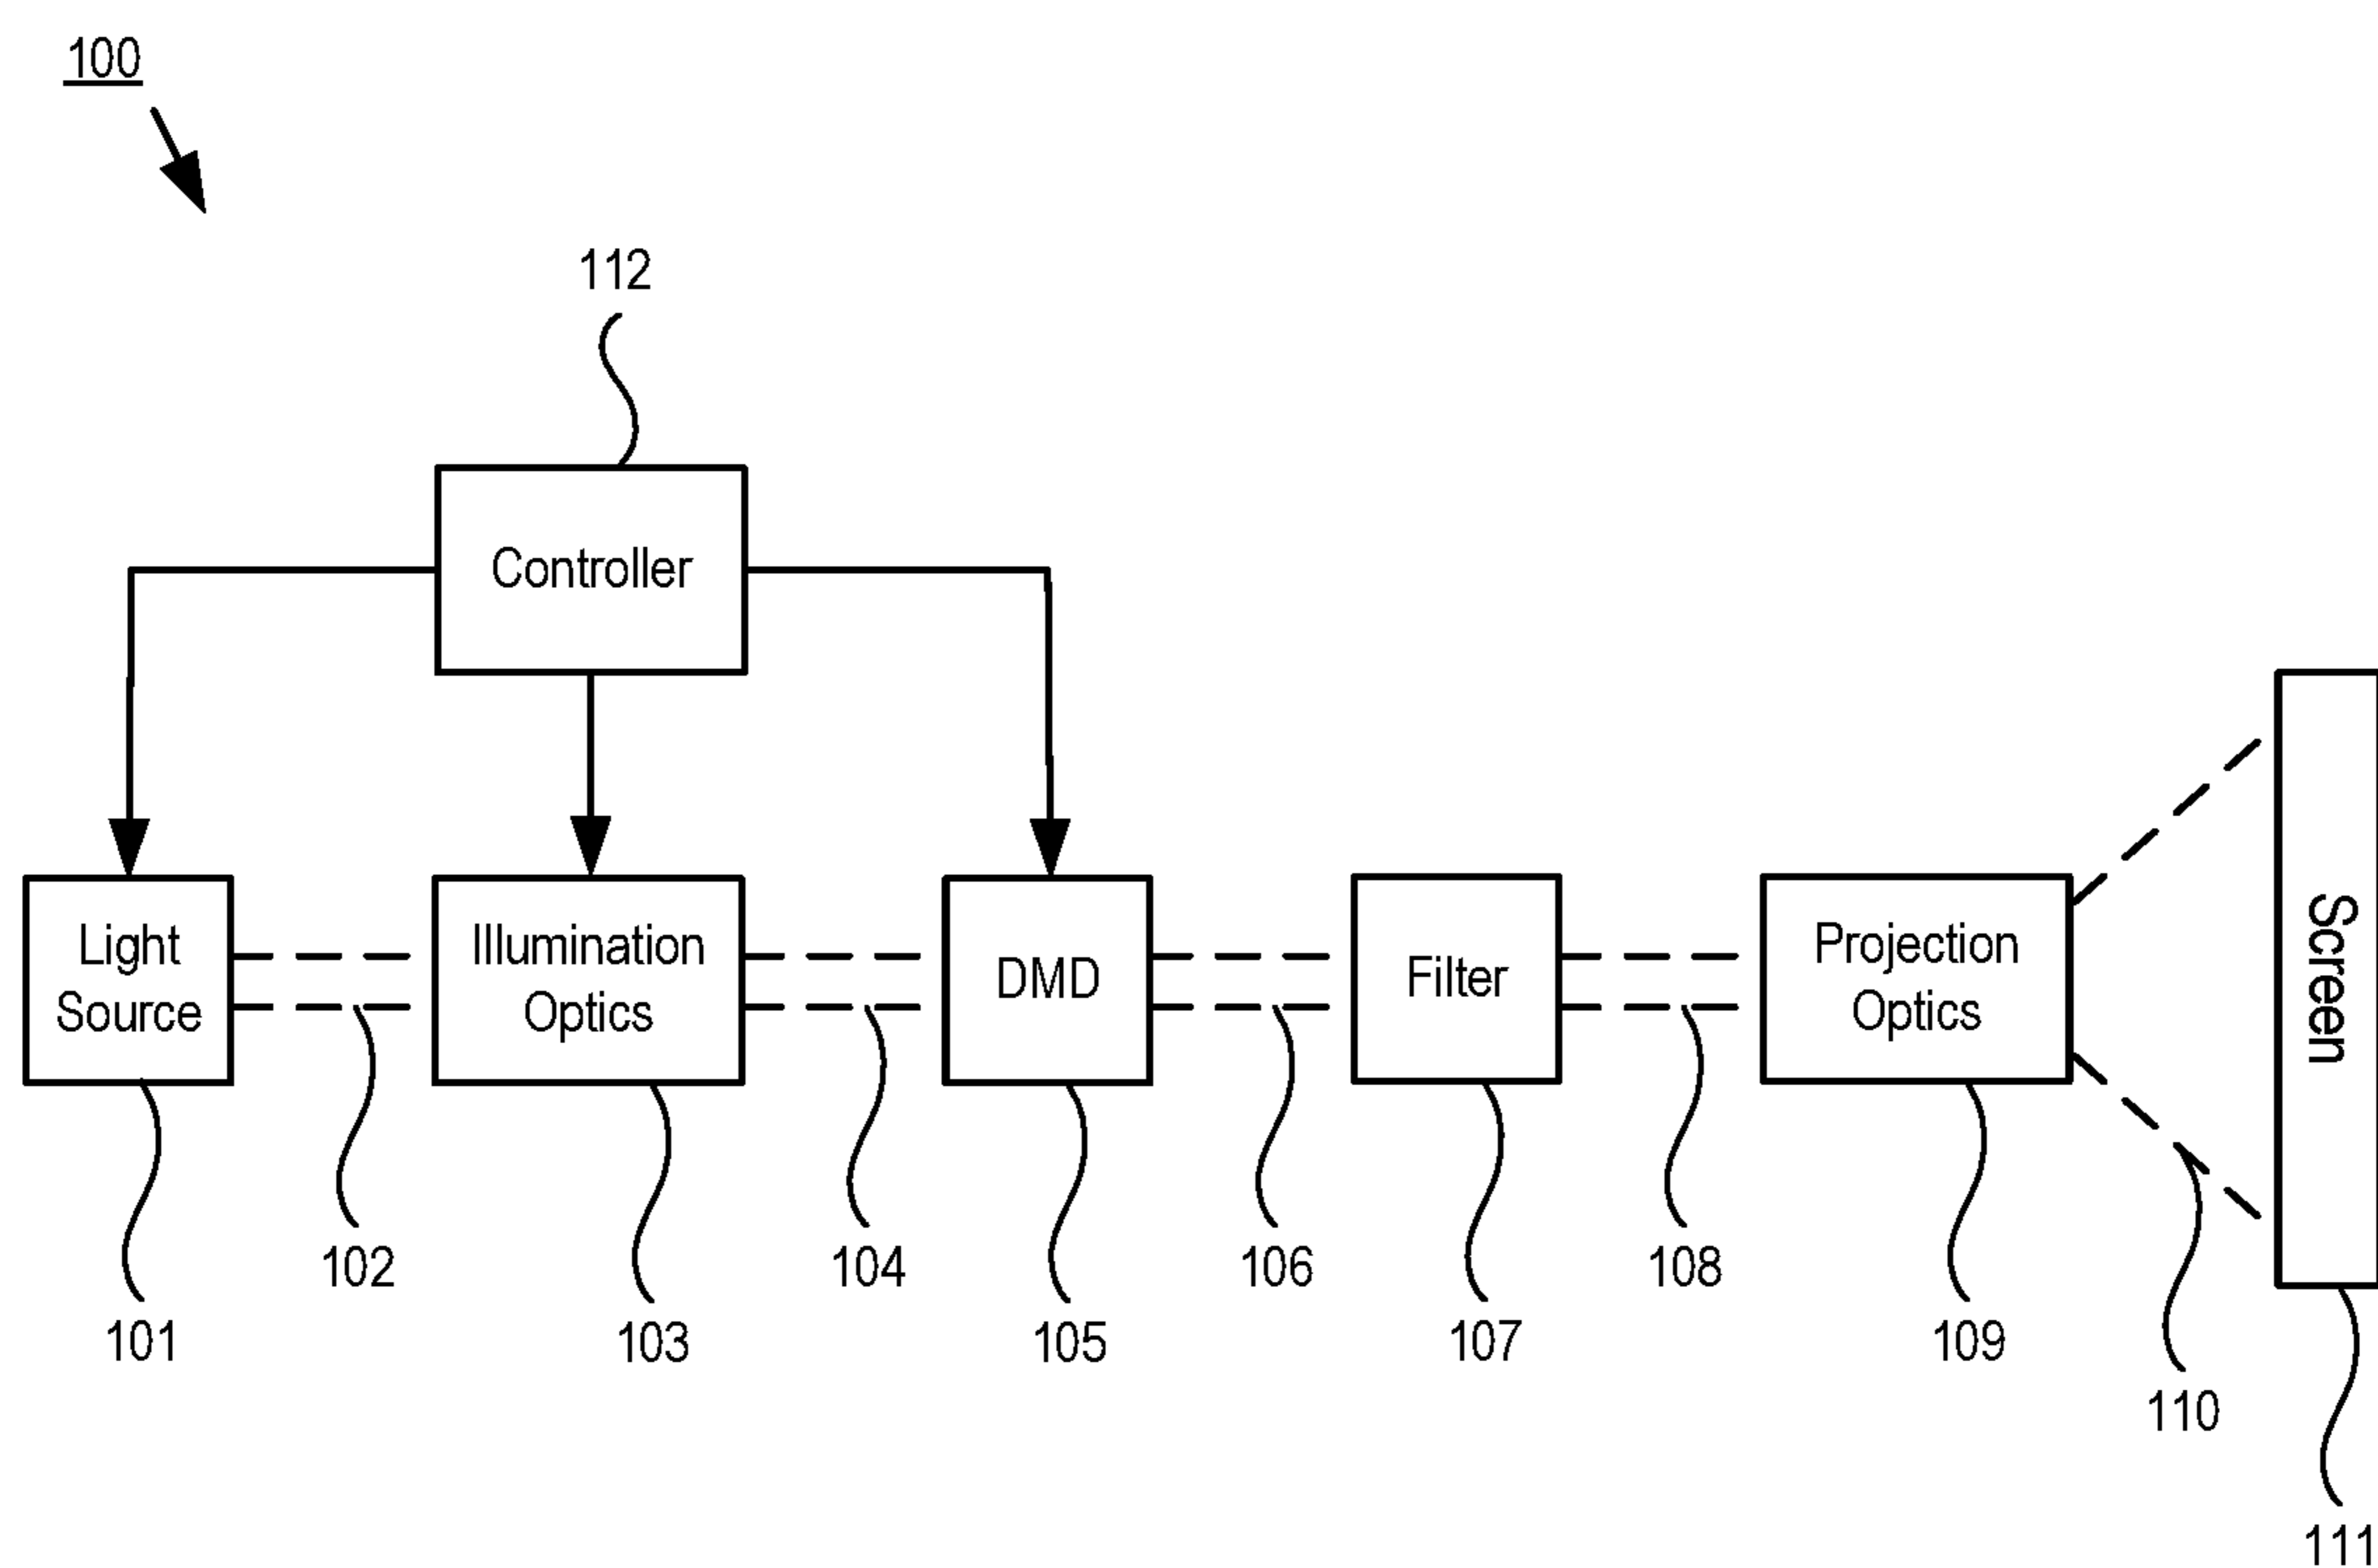 100
112
Controller
Light
Source
Illumination
Optics
DMD
Filter
Projection
Optics
Screen
102
104
106
108
101
103
105
107
109
110
111